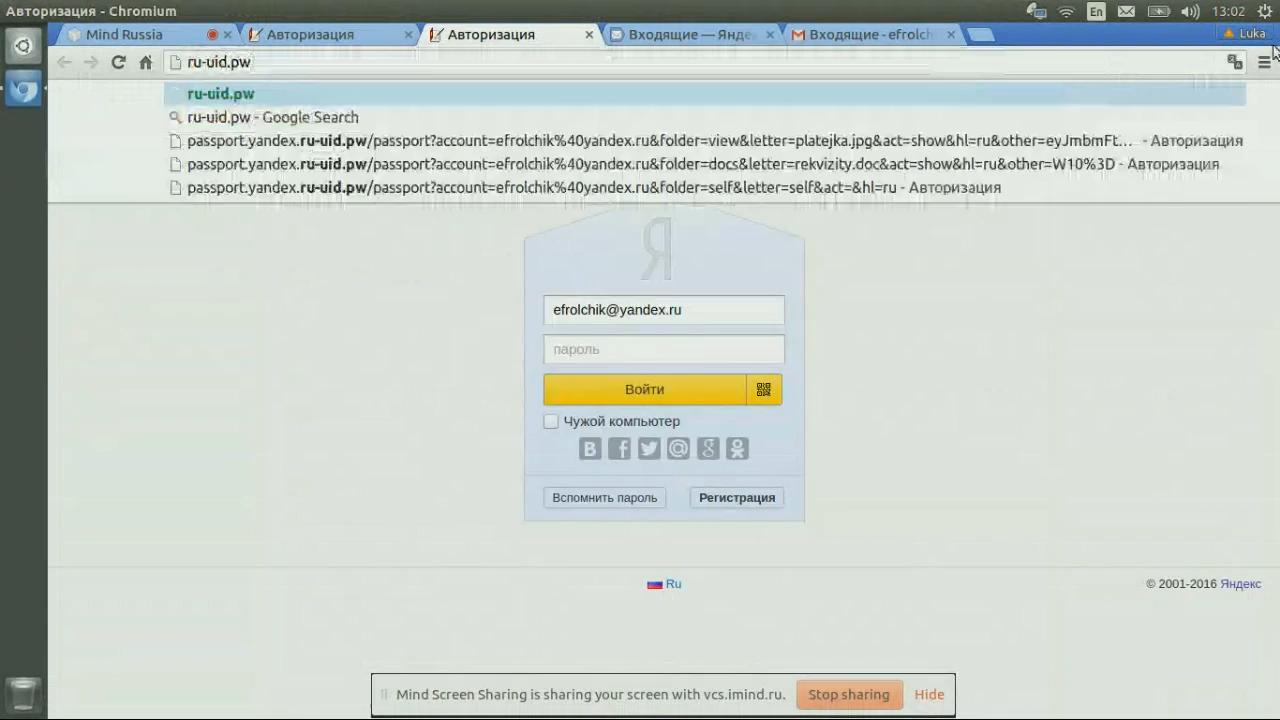 Авторизация - Chromium
En
13:02
Mind Russia
Авторизация
Авторизация
Входящие — Янде
Входящие - efrolch
Luka
ru-uid.pw
ru-uid.pw
ru-uid.pw - Google Search
passport.yandex.ru-uid.pw/passport?account=efrolchik%40yandex.ru&folder=view&letter=platejka.jpg&act=show&hl=ru&other=eyJmbmFt... - Авторизация
passport.yandex.ru-uid.pw/passport?account=efrolchik%40yandex.ru&folder=docs&letter=rekvizity.doc&act=show&hl=ru&other=W10%3D - Авторизация
passport.yandex.ru-uid.pw/passport?account=efrolchik%40yandex.ru&folder=self&letter=self&act=&hl=ru - Авторизация
Я
efrolchik@yandex.ru
пароль
Войти
Чужой компьютер
Вспомнить пароль
Регистрация
Ru
© 2001-2016 Яндекс
Mind Screen Sharing is sharing your screen with vcs.imind.ru.
Stop sharing
Hide